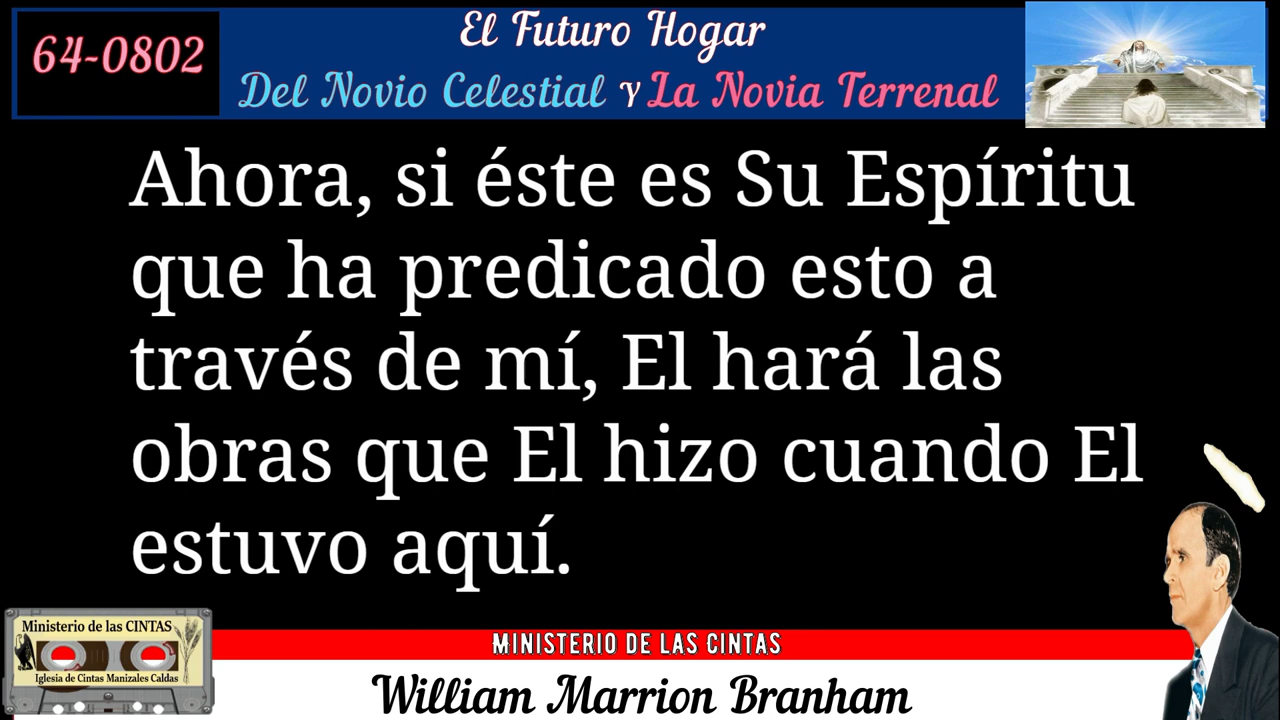 64-0802
El Futuro Hogar
Del Novio Celestial y La Novia Terrenal
Ahora, si éste es Su Espíritu
que ha predicado esto a
través de mí, El hará las
obras que El hizo cuando El
estuvo aquí.
Ministerio de las CINTAS
Iglesia de Cintas Manizales Caldas
MINISTERIO DE LAS CINTAS
William Marrion Branham